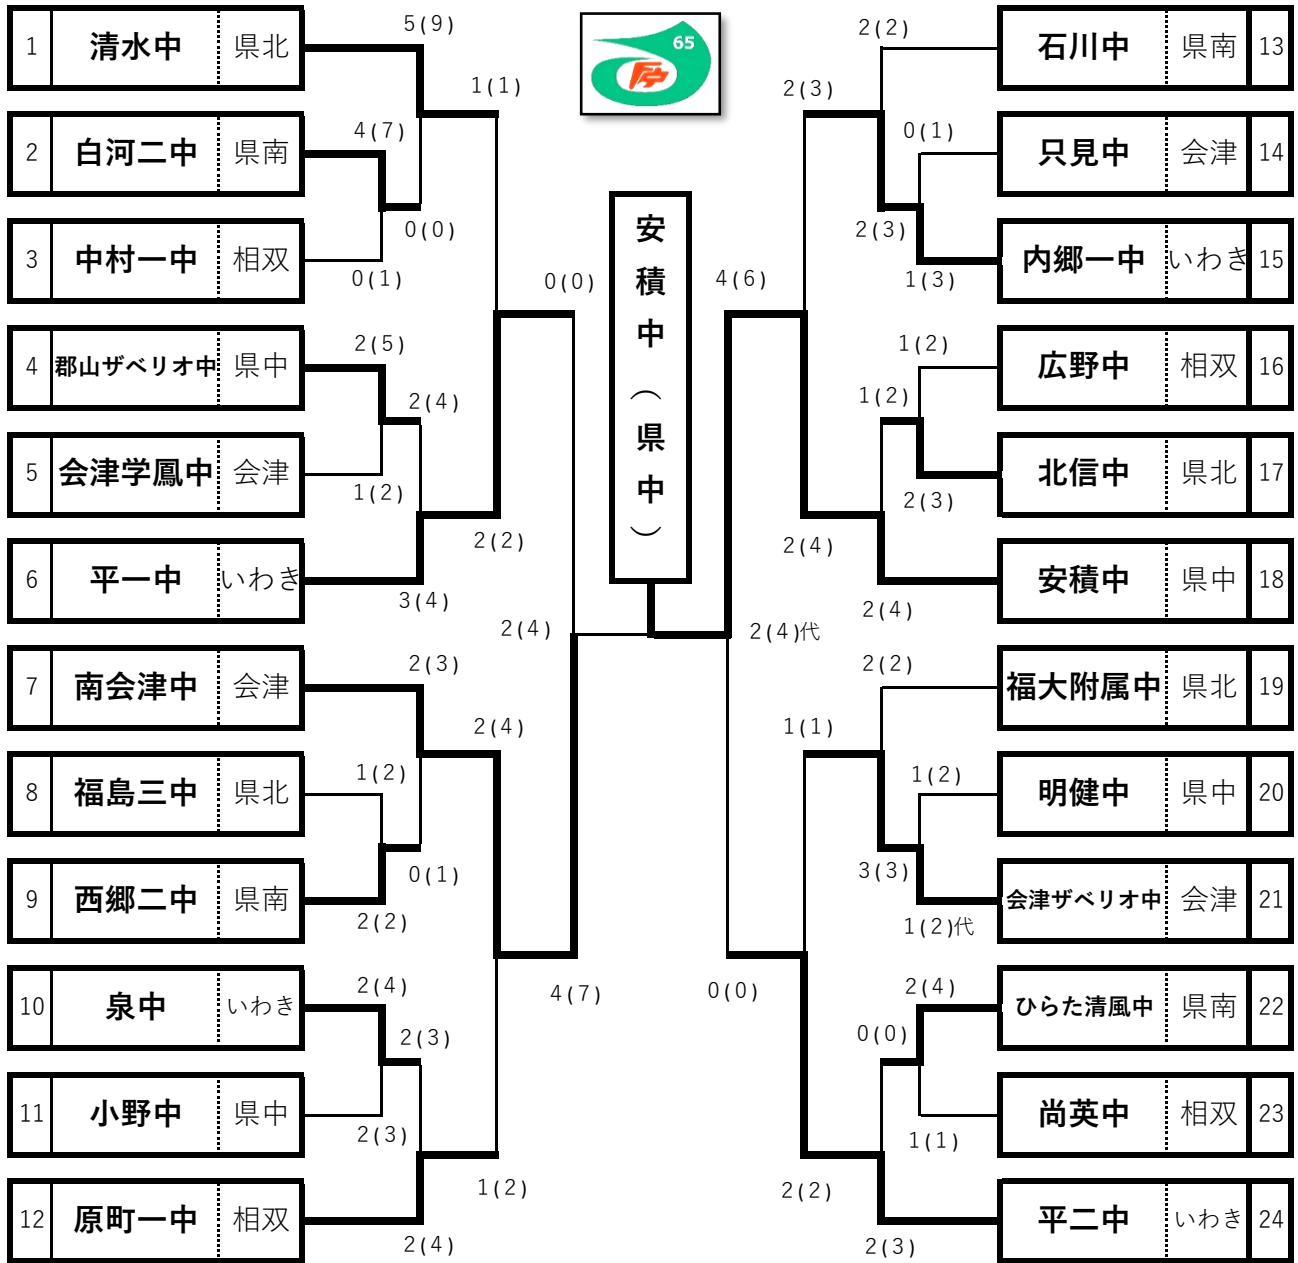 1 清水中 県北
2 白河二中 県南
3 中村一中 相双
4 郡山ザベリオ中 県中
5 会津学鳳中 会津
6 平一中 いわき
7 南会津中 会津
8 福島三中 県北
9 西郷二中 県南
10 泉中 いわき
11 小野中 県中
12 原町一中 相双
5(9)
4(7)
0(1)
0(0)
1(1)
2(5)
1(2)
2(4)
3(4)
2(2)
0(0)
2(4)
2(3)
1(2)
2(2)
0(1)
2(4)
2(4)
2(3)
2(3)
2(4)
1(2)
4(7)
65
安積中（県中）
4(6)
2(4)代
0(0)
2(3)
2(2)
0(1)
1(3)
2(3)
1(2)
2(3)
1(2)
2(4)
2(4)
1(1)
2(2)
1(2)
1(2)代
3(3)
2(4)
1(1)
0(0)
2(3)
2(2)
石川中 県南 13
只見中 会津 14
内郷一中 いわき 15
広野中 相双 16
北信中 県北 17
安積中 県中 18
福大附属中 県北 19
明健中 県中 20
会津ザベリオ中 会津 21
ひらた清風中 県南 22
尚英中 相双 23
平二中 いわき 24